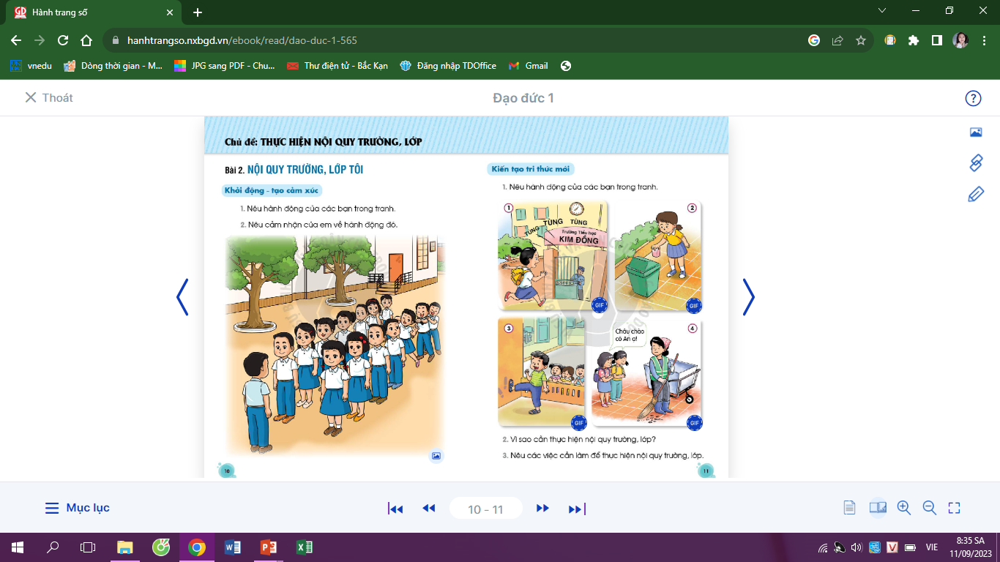 Hành trang số
hanhtrangso.nxbgd.vn/ebook/read/dao-duc-1-565
vnedu
Dòng thời gian - M...
JPG sang PDF - Chu...
Thư điện tử - Bắc Kạn
Đăng nhập TDOffice
Gmail
Thoát
Đạo đức 1
Chủ đề: THỰC HIỆN NỘI QUY TRƯỜNG, LỚP
Bài 2. NỘI QUY TRƯỜNG, LỚP TÔI
Khởi động - tạo cảm xúc
1. Nêu hành động của các bạn trong tranh.
2. Nêu cảm nhận của em về hành động đó.
10
Kiến tạo tri thức mới
1. Nêu hành động của các bạn trong tranh.
1
TÙNG TÙNG TÙNG
Trường Tiểu học
KIM ĐỒNG
GIF
2
GIF
3
GIF
4
Cháu chào
cô Ạn ạ!
GIF
2. Vì sao cần thực hiện nội quy trường, lớp?
3. Nêu các việc cần làm để thực hiện nội quy trường, lớp.
11
Mục lục
10 - 11
VIE
8:35 SA
11/09/2023